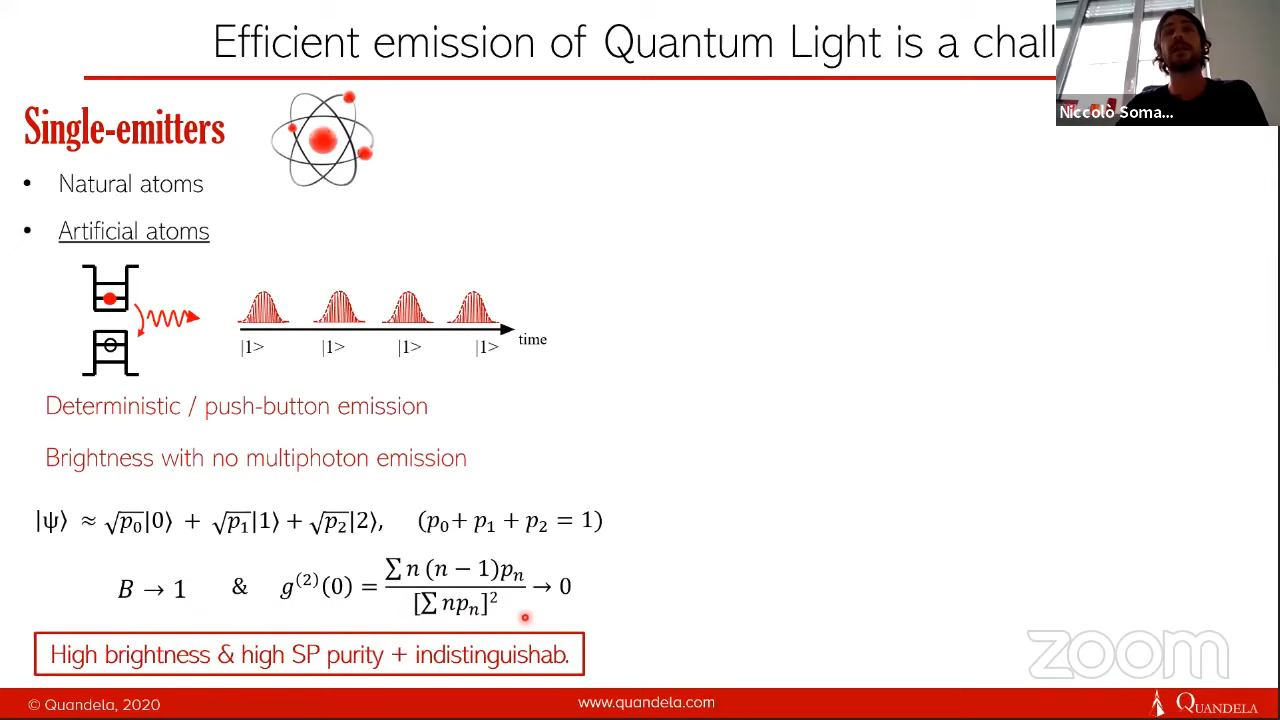 Efficient emission of Quantum Light is a chall
Niccolò Soma...
Single-emitters
• Natural atoms
• Artificial atoms
|1> |1> |1> |1>
time
Deterministic / push-button emission
Brightness with no multiphoton emission
|ψ⟩ ≈ √p₀|0⟩ + √p₁|1⟩ + √p₂|2⟩, (p₀+ p₁ + p₂ = 1)
B → 1 & g⁽²⁾(0) = ∑ n (n − 1)pₙ / [∑ npₙ]² → 0
High brightness & high SP purity + indistinguishab.
zoom
© Quandela, 2020
www.quandela.com
QUANDELA